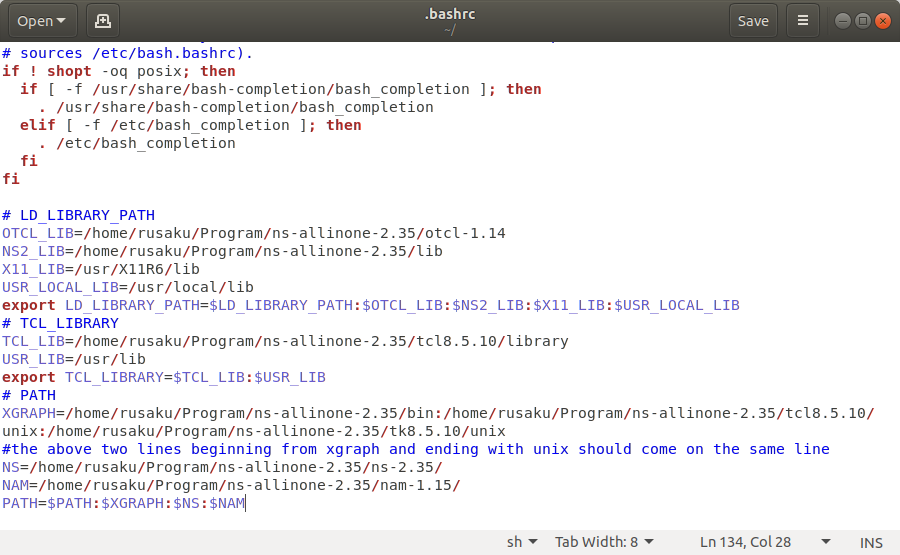 Open
.bashrc
~/
Save
# sources /etc/bash.bashrc).
if ! shopt -oq posix; then
  if [ -f /usr/share/bash-completion/bash_completion ]; then
    . /usr/share/bash-completion/bash_completion
  elif [ -f /etc/bash_completion ]; then
    . /etc/bash_completion
  fi
fi
# LD_LIBRARY_PATH
OTCL_LIB=/home/rusaku/Program/ns-allinone-2.35/otcl-1.14
NS2_LIB=/home/rusaku/Program/ns-allinone-2.35/lib
X11_LIB=/usr/X11R6/lib
USR_LOCAL_LIB=/usr/local/lib
export LD_LIBRARY_PATH=$LD_LIBRARY_PATH:$OTCL_LIB:$NS2_LIB:$X11_LIB:$USR_LOCAL_LIB
# TCL_LIBRARY
TCL_LIB=/home/rusaku/Program/ns-allinone-2.35/tcl8.5.10/library
USR_LIB=/usr/lib
export TCL_LIBRARY=$TCL_LIB:$USR_LIB
# PATH
XGRAPH=/home/rusaku/Program/ns-allinone-2.35/bin:/home/rusaku/Program/ns-allinone-2.35/tcl8.5.10/
unix:/home/rusaku/Program/ns-allinone-2.35/tk8.5.10/unix
#the above two lines beginning from xgraph and ending with unix should come on the same line
NS=/home/rusaku/Program/ns-allinone-2.35/ns-2.35/
NAM=/home/rusaku/Program/ns-allinone-2.35/nam-1.15/
PATH=$PATH:$XGRAPH:$NS:$NAM
sh Tab Width: 8 Ln 134, Col 28 INS